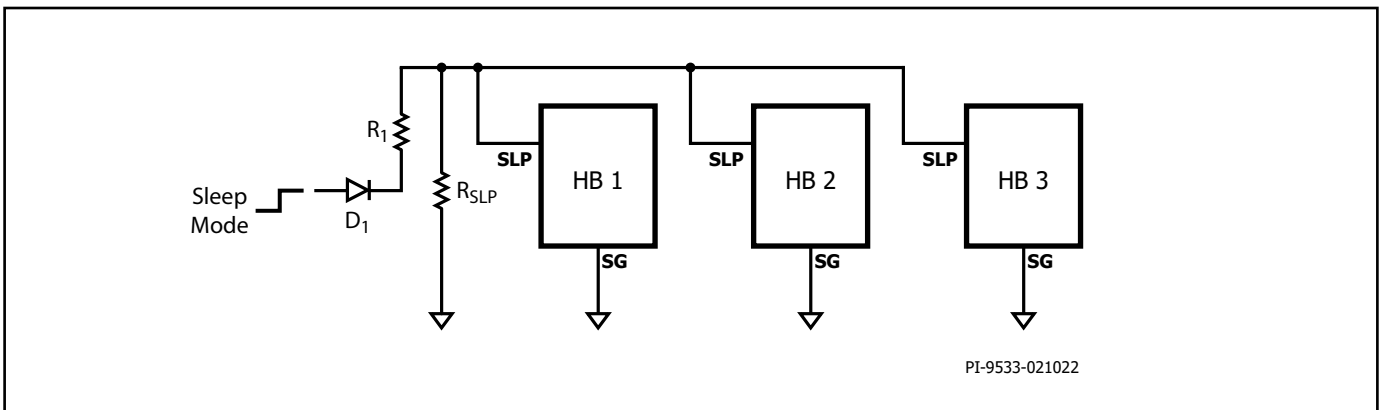 R1
SLP
SLP
SLP
HB 1
HB 2
HB 3
Sleep
Mode
D1
RSLP
SG
SG
SG
PI-9533-021022